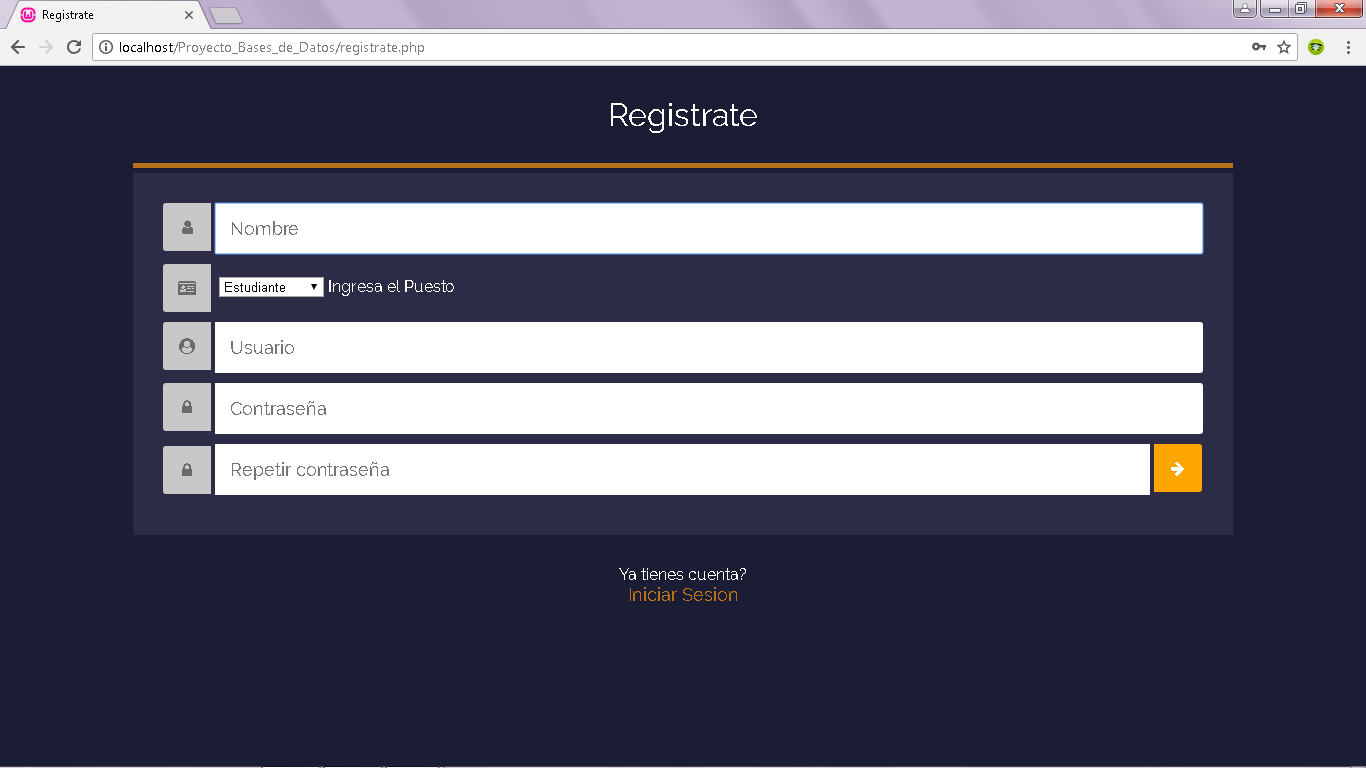 Registrate
localhost/Proyecto_Bases_de_Datos/registrate.php
Registrate
Nombre
Estudiante Ingresa el Puesto
Usuario
Contraseña
Repetir contraseña
Ya tienes cuenta?
Iniciar Sesion